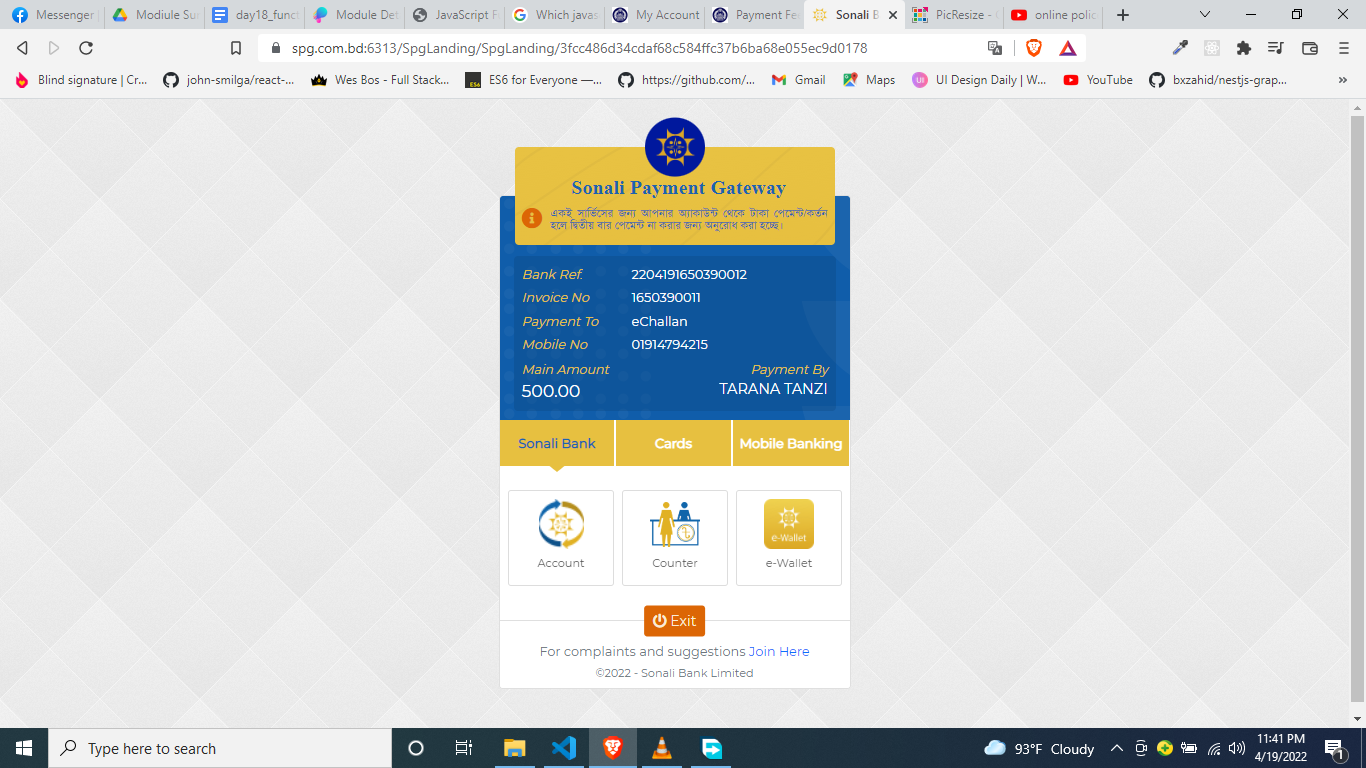 Messenger
Modiule Su
day18_funct
Module Det
JavaScript F
Which javas
My Account
Payment Fe
Sonali B
PicResize -
online polic
spg.com.bd:6313/SpgLanding/SpgLanding/3fcc486d34cdaf68c584ffc37b6ba68e055ec9d0178
Blind signature | Cr...
john-smilga/react-...
Wes Bos - Full Stack...
ES6 for Everyone —...
https://github.com/...
Gmail
Maps
UI Design Daily | W...
YouTube
bxzahid/nestjs-grap...
»
Sonali Payment Gateway
একই সার্ভিসের জন্য আপনার অ্যাকাউন্ট থেকে টাকা পেমেন্ট/কর্তন
হলে দ্বিতীয় বার পেমেন্ট না করার জন্য অনুরোধ করা হচ্ছে।
Bank Ref. 2204191650390012
Invoice No 1650390011
Payment To eChallan
Mobile No 01914794215
Main Amount Payment By
500.00 TARANA TANZI
Sonali Bank Cards Mobile Banking
e-Wallet
Account Counter e-Wallet
Exit
For complaints and suggestions Join Here
©2022 - Sonali Bank Limited
Type here to search
93°F Cloudy
11:41 PM
4/19/2022
1